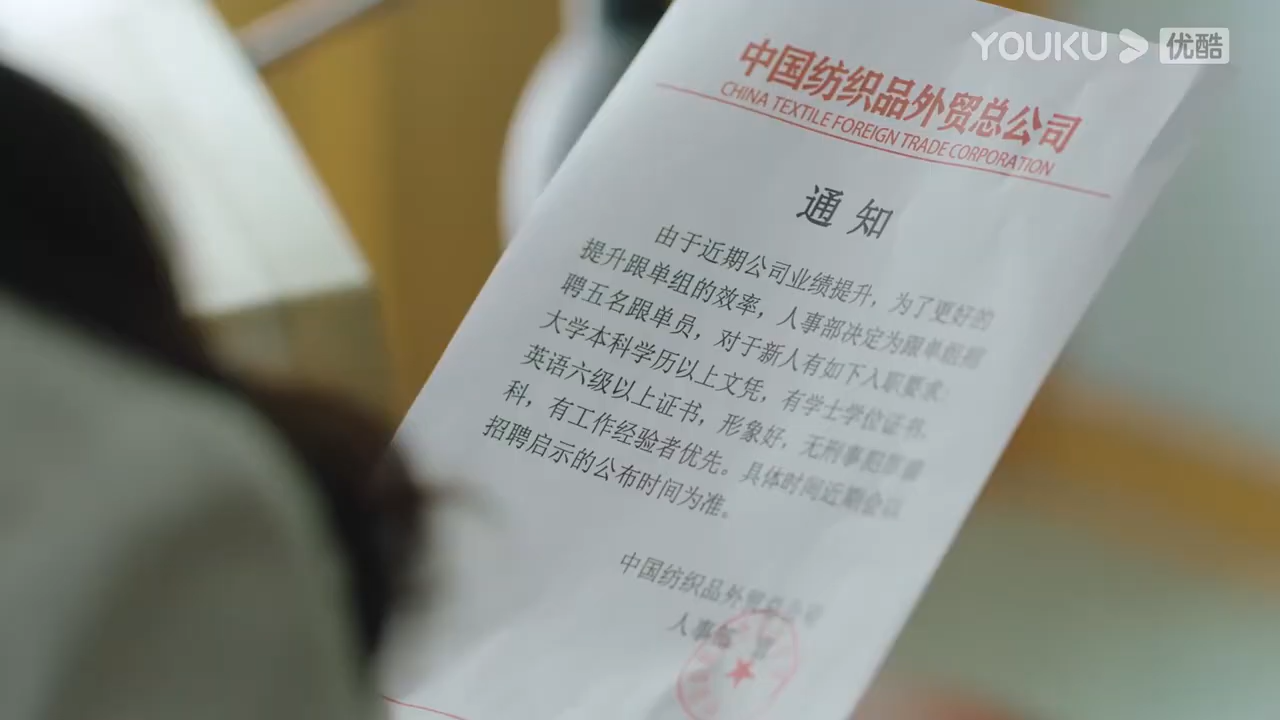 YOUKU 优酷
中国纺织品外贸总公司
CHINA TEXTILE FOREIGN TRADE CORPORATION
通知
由于近期公司业绩提升，为了更好的
提升跟单组的效率，人事部决定为跟单组招
聘五名跟单员，对于新人有如下入职要求：
大学本科学历以上文凭，有学士学位证书，
英语六级以上证书，形象好，无刑事犯罪前
科，有工作经验者优先。具体时间近期会以
招聘启示的公布时间为准。
中国纺织品外贸总公司
人事部